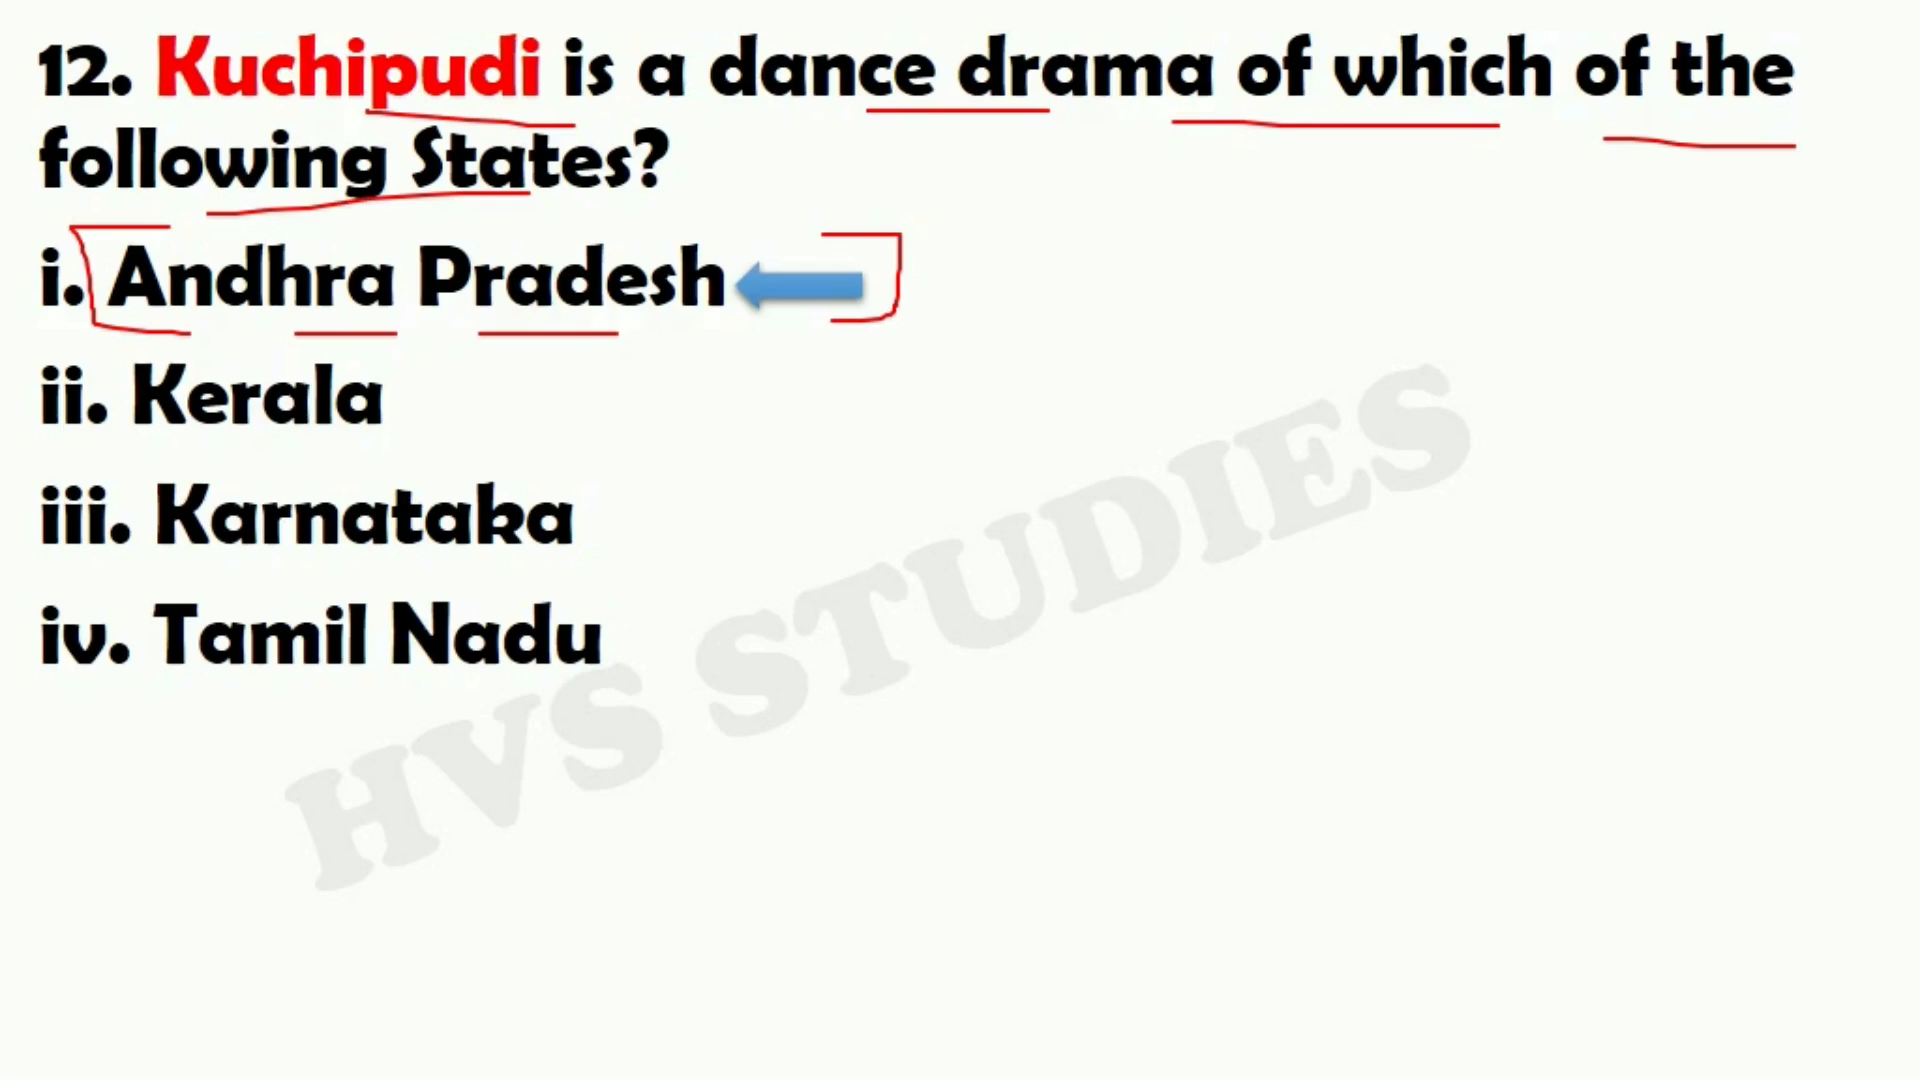 12. Kuchipudi is a dance drama of which of the
following States?
i. Andhra Pradesh
ii. Kerala
iii. Karnataka
iv. Tamil Nadu
HVS STUDIES